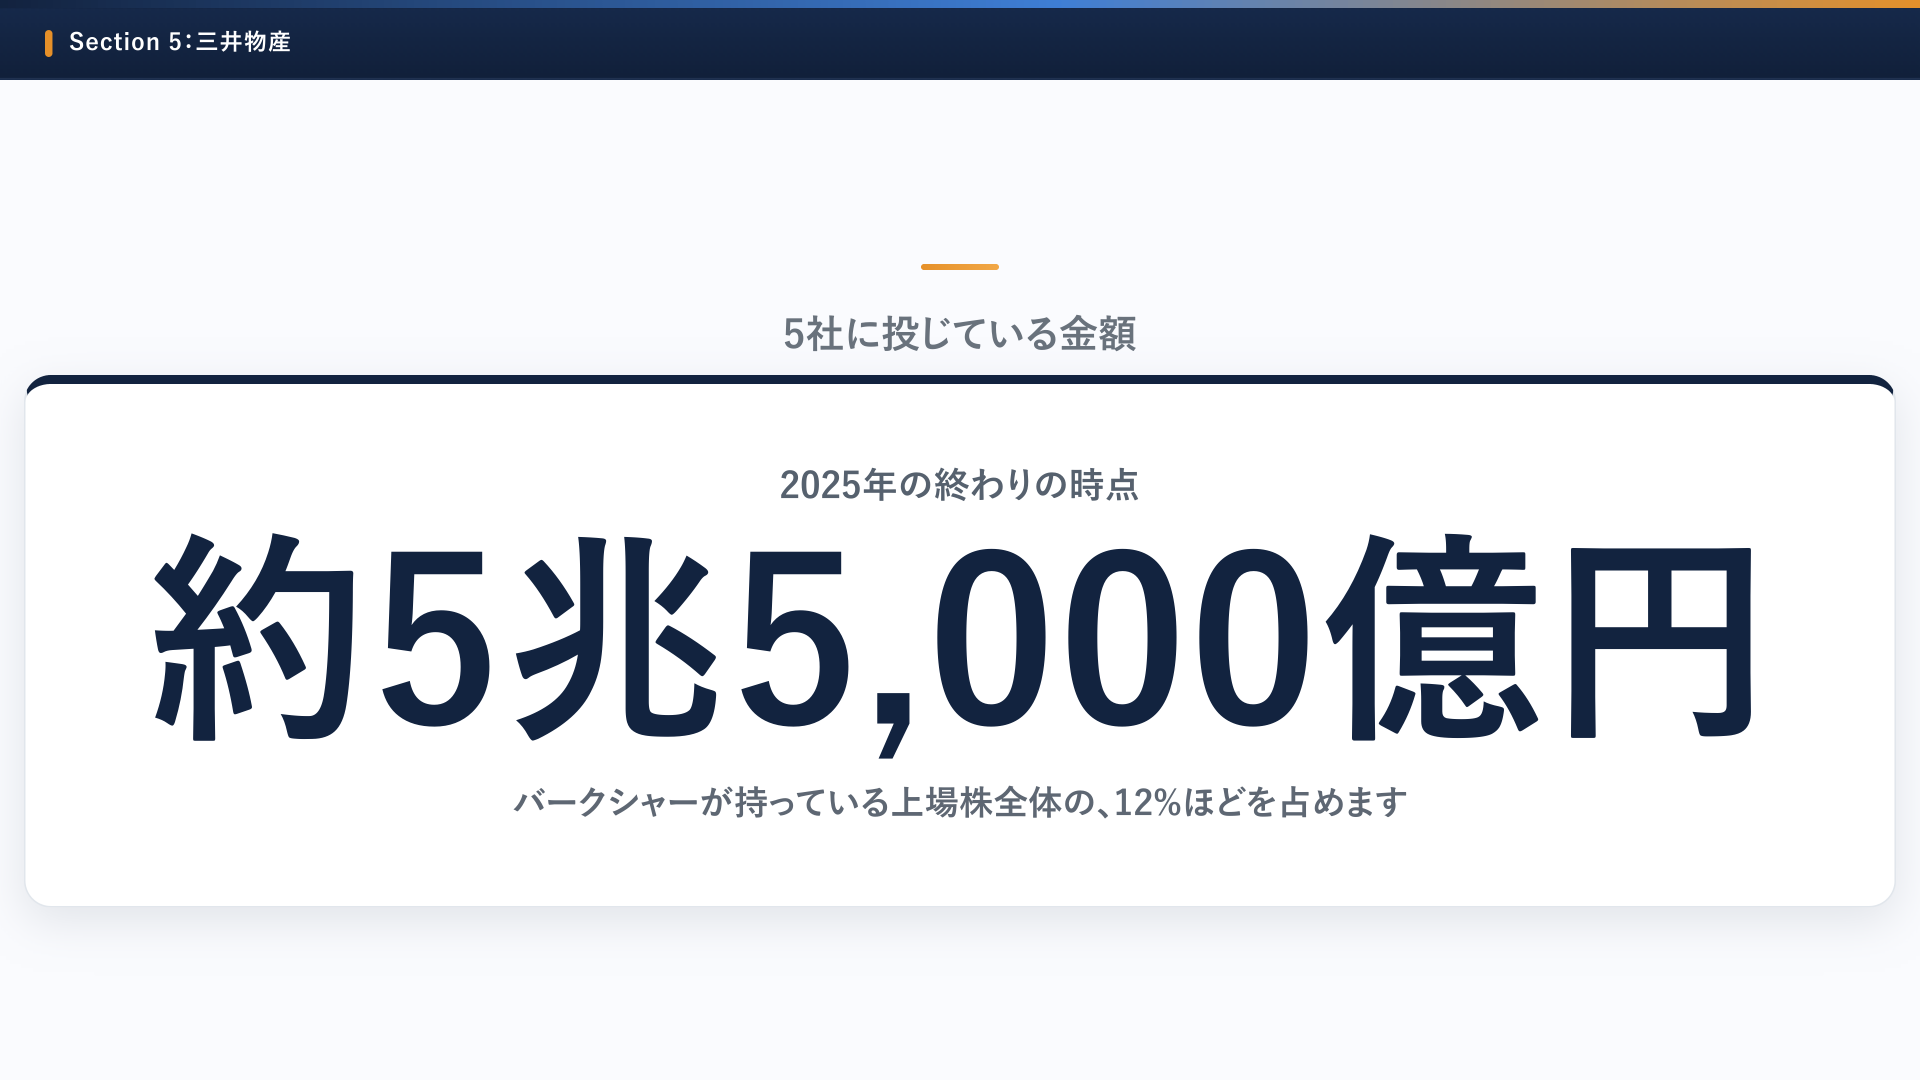 Section 5：三井物産
5社に投じている金額
2025年の終わりの時点
約5兆5,000億円
バークシャーが持っている上場株全体の、12%ほどを占めます